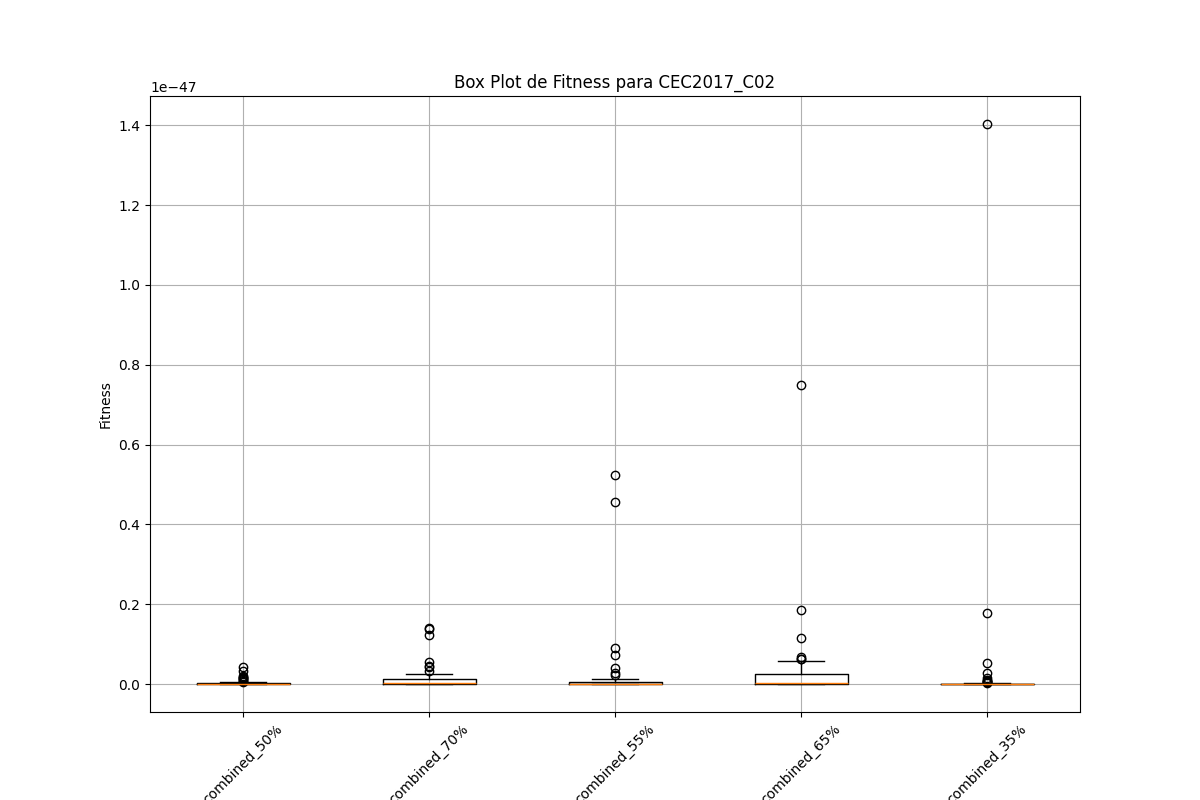 Box Plot de Fitness para CEC2017_C02
1e−47
1.4
1.2
1.0
0.8
0.6
0.4
0.2
0.0
Fitness
combined_50%
combined_70%
combined_55%
combined_65%
combined_35%